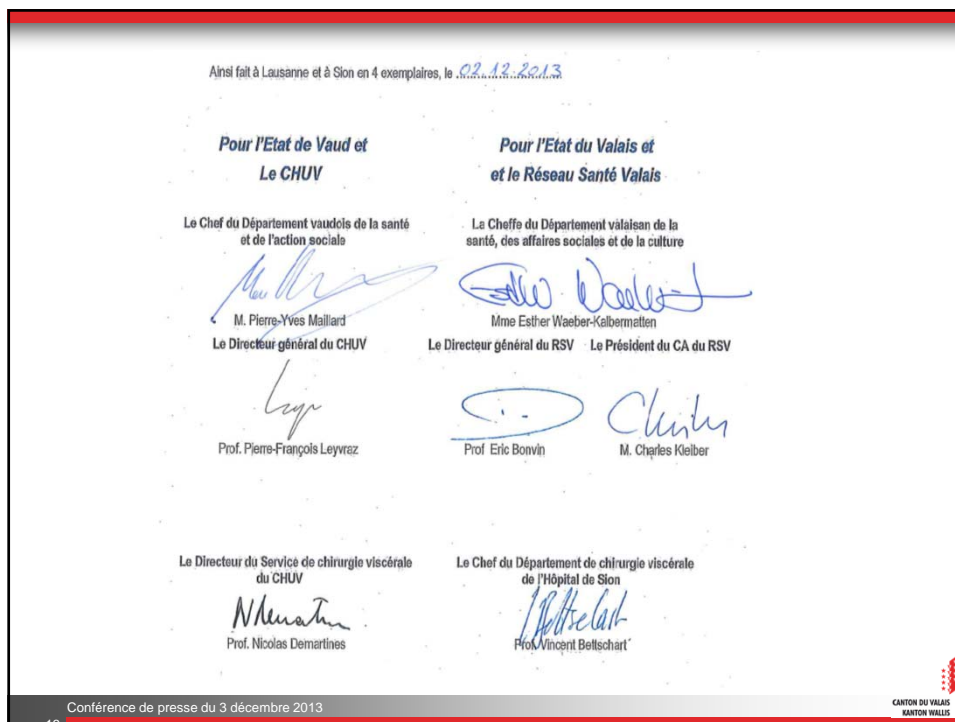 Ainsi fait à Lausanne et à Sion en 4 exemplaires, le 02.12.2013
Pour l'Etat de Vaud et
Le CHUV
Pour l'Etat du Valais et
et le Réseau Santé Valais
Le Chef du Département vaudois de la santé
et de l'action sociale
La Cheffe du Département valaisan de la
santé, des affaires sociales et de la culture
M. Pierre-Yves Maillard
Mme Esther Waeber-Kalbermatten
Le Directeur général du CHUV
Le Directeur général du RSV Le Président du CA du RSV
Prof. Pierre-François Leyvraz
Prof Eric Bonvin
M. Charles Kleiber
Le Directeur du Service de chirurgie viscérale
du CHUV
Le Chef du Département de chirurgie viscérale
de l'Hôpital de Sion
Prof. Nicolas Demartines
Prof. Vincent Bettschart
Conférence de presse du 3 décembre 2013
CANTON DU VALAIS
KANTON WALLIS